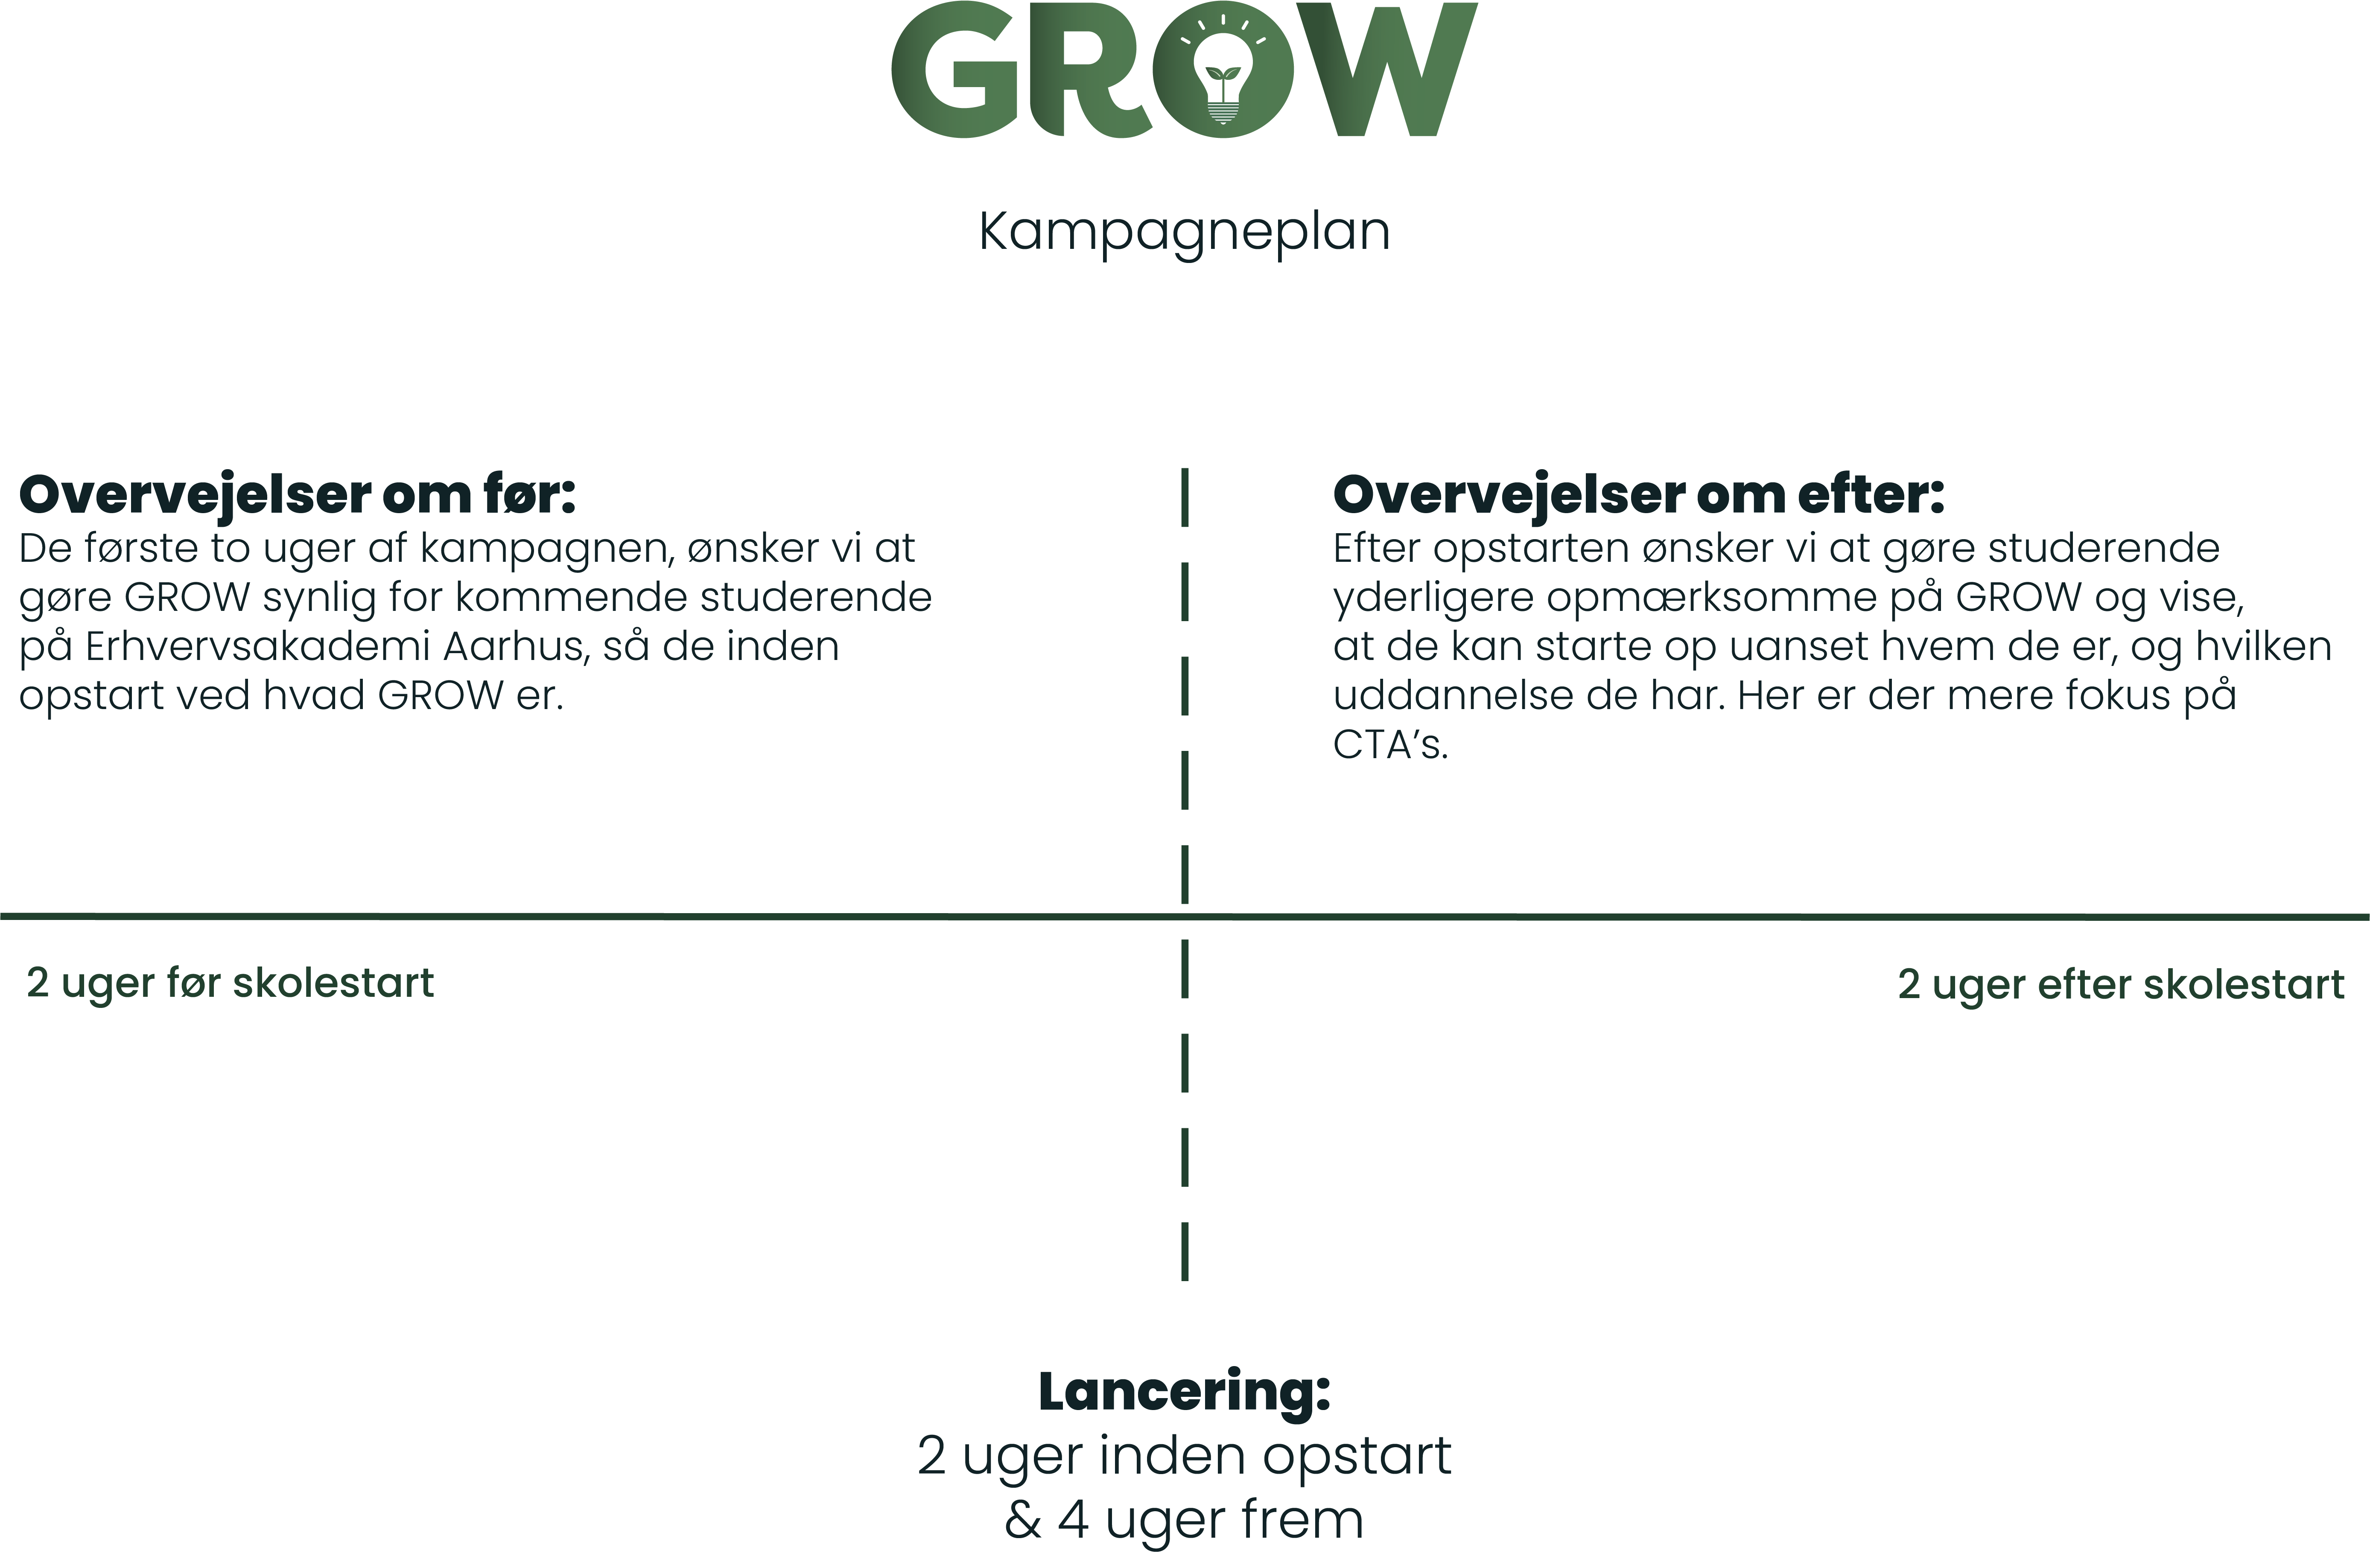 GROW
Kampagneplan
Overvejelser om før:
De første to uger af kampagnen, ønsker vi at
gøre GROW synlig for kommende studerende
på Erhvervsakademi Aarhus, så de inden
opstart ved hvad GROW er.
Overvejelser om efter:
Efter opstarten ønsker vi at gøre studerende
yderligere opmærksomme på GROW og vise,
at de kan starte op uanset hvem de er, og hvilken
uddannelse de har. Her er der mere fokus på
CTA’s.
2 uger før skolestart
2 uger efter skolestart
Lancering:
2 uger inden opstart
& 4 uger frem